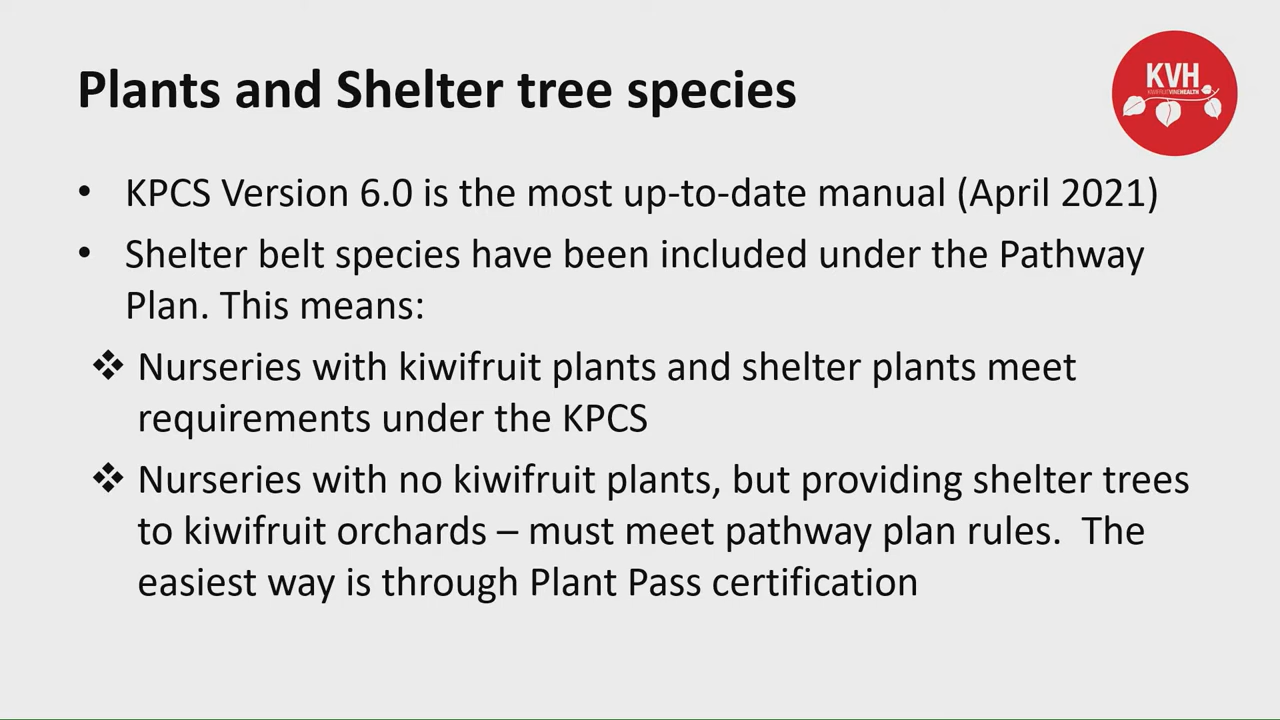 Plants and Shelter tree species
KVH
KIWIFRUIT VINE HEALTH
• KPCS Version 6.0 is the most up-to-date manual (April 2021)
• Shelter belt species have been included under the Pathway
Plan. This means:
❖ Nurseries with kiwifruit plants and shelter plants meet
requirements under the KPCS
❖ Nurseries with no kiwifruit plants, but providing shelter trees
to kiwifruit orchards – must meet pathway plan rules.  The
easiest way is through Plant Pass certification